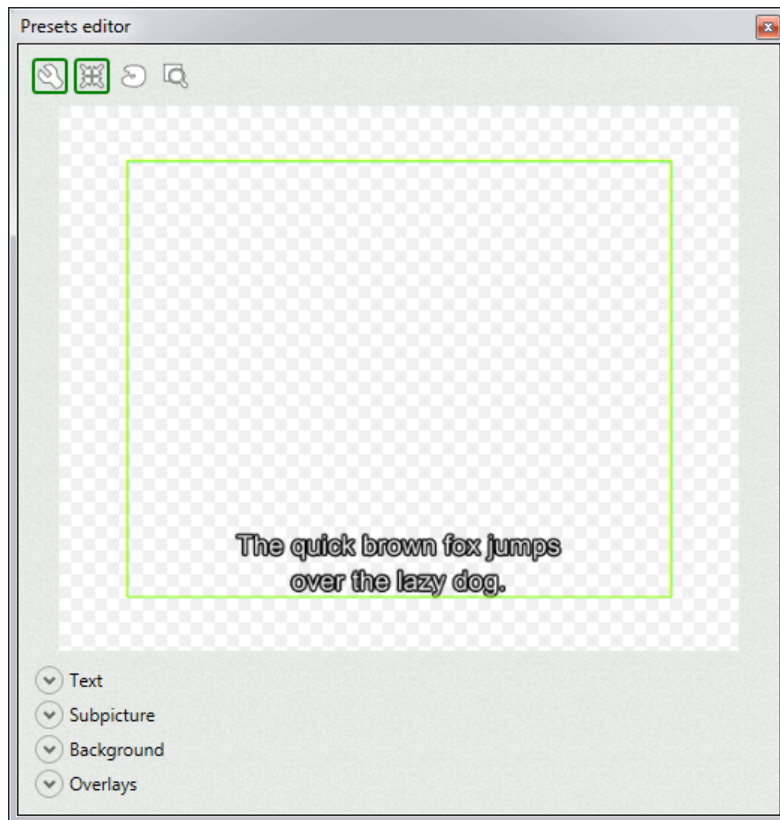 Presets editor
The quick brown fox jumps
over the lazy dog.
Text
Subpicture
Background
Overlays